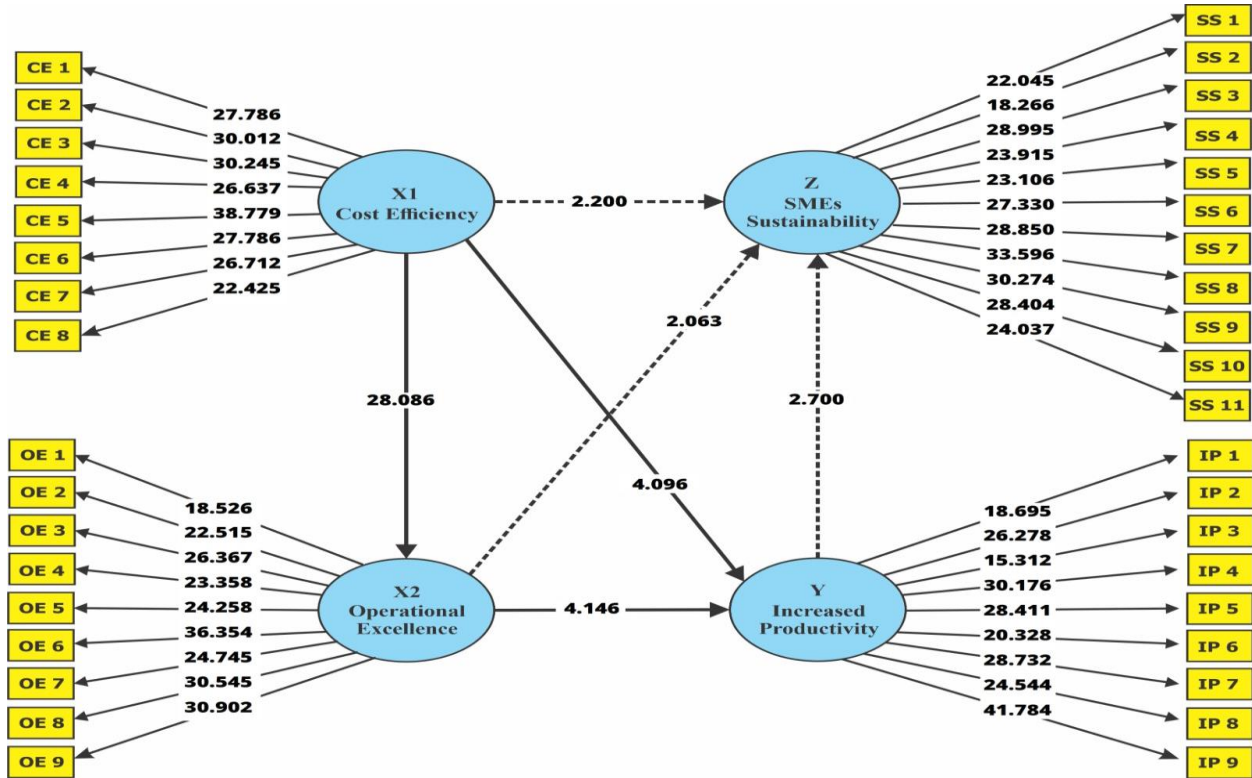 CE 1
CE 2
CE 3
CE 4
CE 5
CE 6
CE 7
CE 8
27.786
30.012
30.245
26.637
38.779
27.786
26.712
22.425
X1
Cost Efficiency
2.200
Z
SMEs
Sustainability
22.045
18.266
28.995
23.915
23.106
27.330
28.850
33.596
30.274
28.404
24.037
SS 1
SS 2
SS 3
SS 4
SS 5
SS 6
SS 7
SS 8
SS 9
SS 10
SS 11
28.086
2.063
4.096
2.700
OE 1
OE 2
OE 3
OE 4
OE 5
OE 6
OE 7
OE 8
OE 9
18.526
22.515
26.367
23.358
24.258
36.354
24.745
30.545
30.902
X2
Operational
Excellence
4.146
Y
Increased
Productivity
18.695
26.278
15.312
30.176
28.411
20.328
28.732
24.544
41.784
IP 1
IP 2
IP 3
IP 4
IP 5
IP 6
IP 7
IP 8
IP 9